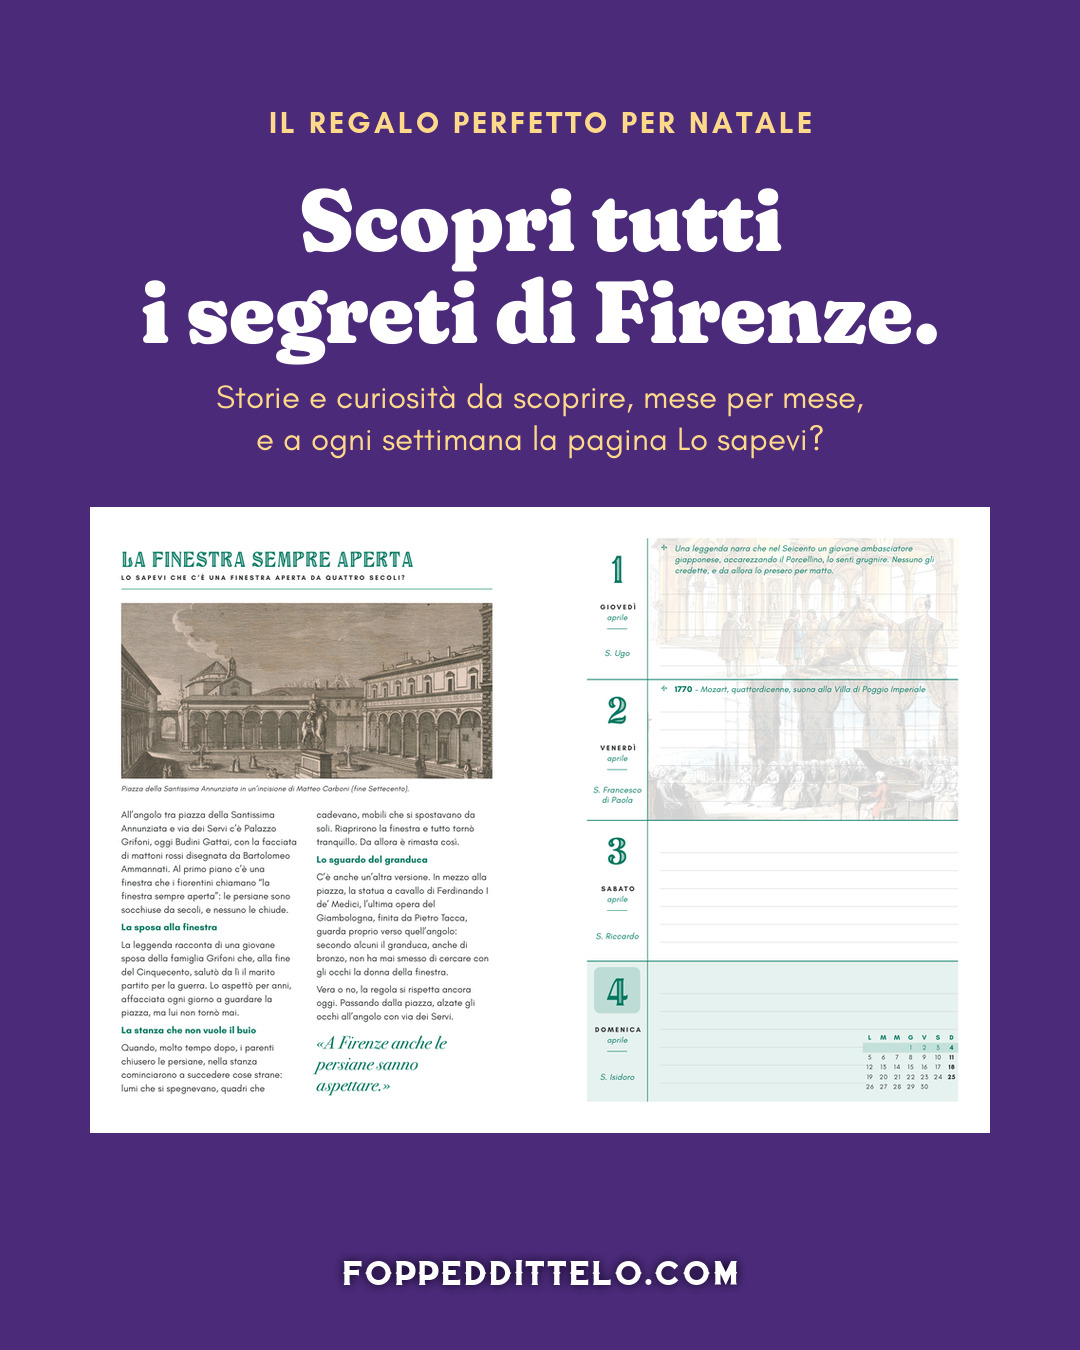 IL REGALO PERFETTO PER NATALE
Scopri tutti
i segreti di Firenze.
Storie e curiosità da scoprire, mese per mese,
e a ogni settimana la pagina Lo sapevi?
LA FINESTRA SEMPRE APERTA
LO SAPEVI CHE C'È UNA FINESTRA APERTA DA QUATTRO SECOLI?
Piazza della Santissima Annunziata in un'incisione di Matteo Carboni (fine Settecento).
All'angolo tra piazza della Santissima
Annunziata e via dei Servi c'è Palazzo
Grifoni, oggi Budini Gattai, con la facciata
di mattoni rossi disegnata da Bartolomeo
Ammannati. Al primo piano c'è una
finestra che i fiorentini chiamano "la
finestra sempre aperta": le persiane sono
socchiuse da secoli, e nessuno le chiude.
La sposa alla finestra
La leggenda racconta di una giovane
sposa della famiglia Grifoni che, alla fine
del Cinquecento, salutò da lì il marito
partito per la guerra. Lo aspettò per anni,
affacciata ogni giorno a guardare la
piazza, ma lui non tornò mai.
La stanza che non vuole il buio
Quando, molto tempo dopo, i parenti
chiusero le persiane, nella stanza
cominciarono a succedere cose strane:
lumi che si spegnevano, quadri che
cadevano, mobili che si spostavano da
soli. Riaprirono la finestra e tutto tornò
tranquillo. Da allora è rimasta così.
Lo sguardo del granduca
C'è anche un'altra versione. In mezzo alla
piazza, la statua a cavallo di Ferdinando I
de' Medici, l'ultima opera del
Giambologna, finita da Pietro Tacca,
guarda proprio verso quell'angolo:
secondo alcuni il granduca, anche di
bronzo, non ha mai smesso di cercare con
gli occhi la donna della finestra.
Vera o no, la regola si rispetta ancora
oggi. Passando dalla piazza, alzate gli
occhi all'angolo con via dei Servi.
«A Firenze anche le
persiane sanno
aspettare.»
1
GIOVEDÌ
aprile
S. Ugo
Una leggenda narra che nel Seicento un giovane ambasciatore
giapponese, accarezzando il Porcellino, lo sentì grugnire. Nessuno gli
credette, e da allora lo presero per matto.
2
VENERDÌ
aprile
S. Francesco
di Paola
1770 - Mozart, quattordicenne, suona alla Villa di Poggio Imperiale
3
SABATO
aprile
S. Riccardo
4
DOMENICA
aprile
S. Isidoro
L M M G V S D
1 2 3 4
5 6 7 8 9 10 11
12 13 14 15 16 17 18
19 20 21 22 23 24 25
26 27 28 29 30
FOPPEDDITTELO.COM